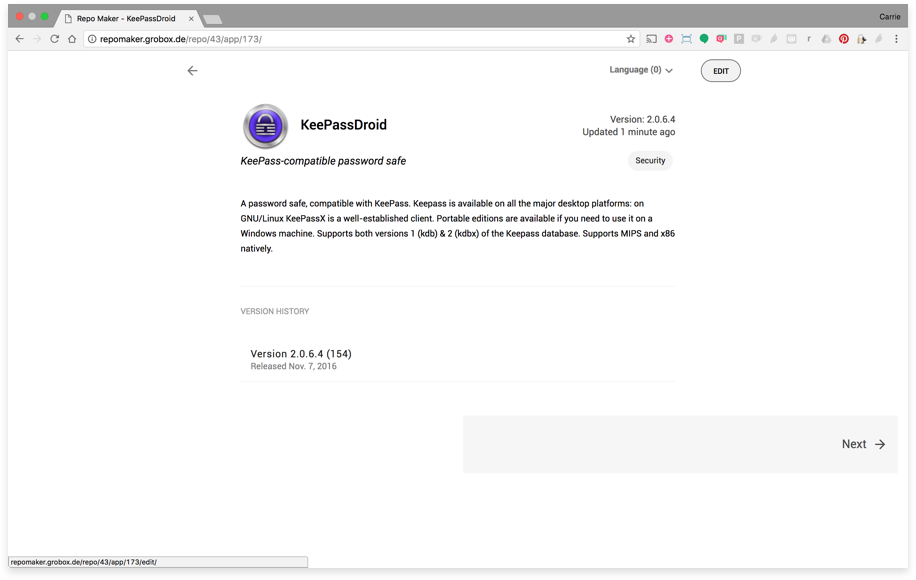 Repo Maker - KeePassDroid
Carrie
repomaker.grobox.de/repo/43/app/173/
Language (0)
EDIT
KeePassDroid
Version: 2.0.6.4
Updated 1 minute ago
KeePass-compatible password safe
Security
A password safe, compatible with KeePass. Keepass is available on all the major desktop platforms: on
GNU/Linux KeePassX is a well-established client. Portable editions are available if you need to use it on a
Windows machine. Supports both versions 1 (kdb) & 2 (kdbx) of the Keepass database. Supports MIPS and x86
natively.
VERSION HISTORY
Version 2.0.6.4 (154)
Released Nov. 7, 2016
Next
repomaker.grobox.de/repo/43/app/173/edit/